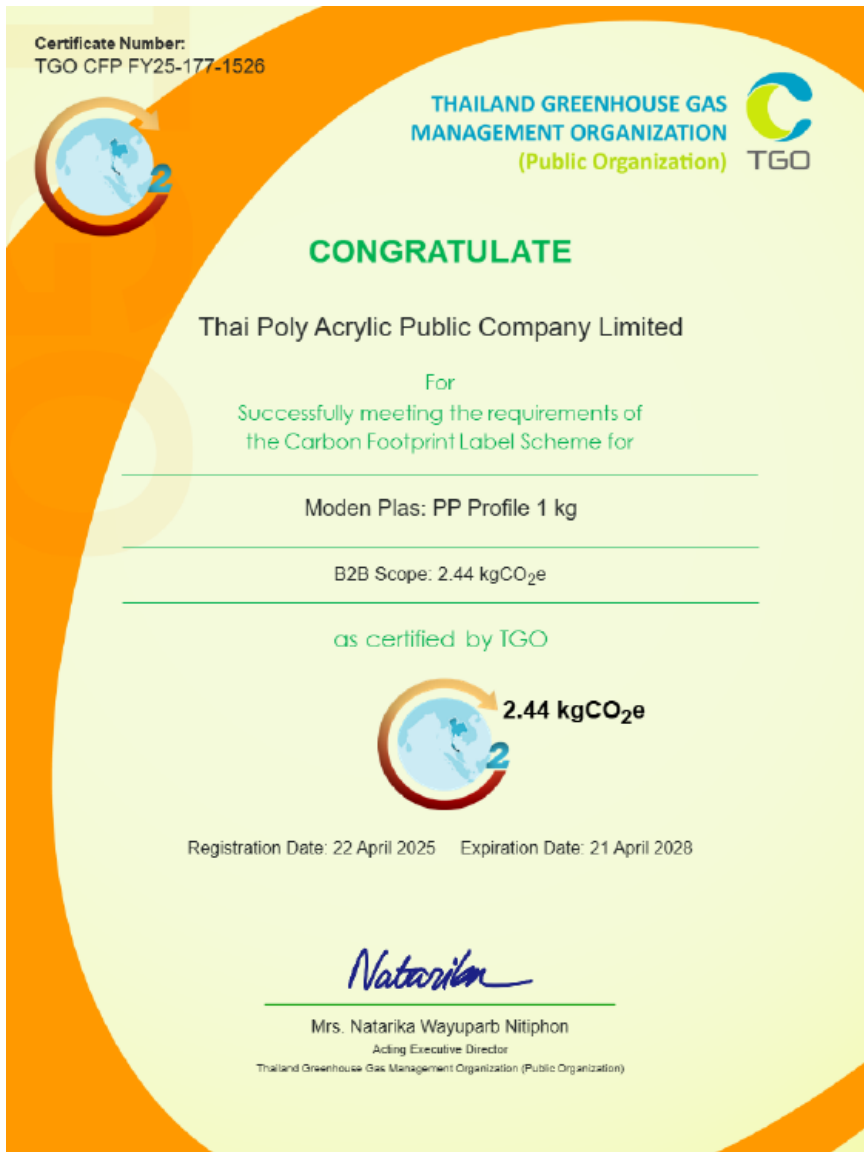 Certificate Number:
TGO CFP FY25-177-1526
THAILAND GREENHOUSE GAS
MANAGEMENT ORGANIZATION
(Public Organization)
TGO
2
CONGRATULATE
Thai Poly Acrylic Public Company Limited
For
Successfully meeting the requirements of
the Carbon Footprint Label Scheme for
Moden Plas: PP Profile 1 kg
B2B Scope: 2.44 kgCO₂e
as certified by TGO
2.44 kgCO₂e
2
Registration Date: 22 April 2025 Expiration Date: 21 April 2028
Natarika
Mrs. Natarika Wayuparb Nitiphon
Acting Executive Director
Thailand Greenhouse Gas Management Organization (Public Organization)